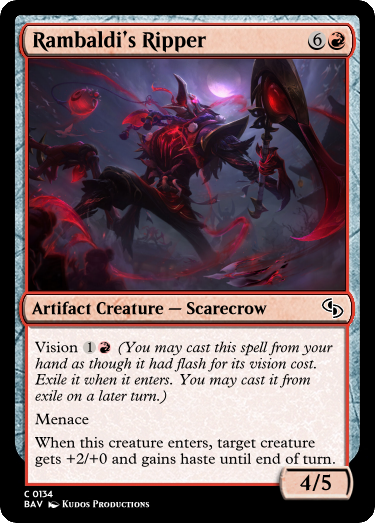 Rambaldi's Ripper 6
Artifact Creature — Scarecrow
Vision 1 (You may cast this spell from your
hand as though it had flash for its vision cost.
Exile it when it enters. You may cast it from
exile on a later turn.)
Menace
When this creature enters, target creature
gets +2/+0 and gains haste until end of turn.
4/5
C 0134
BAV Kudos Productions